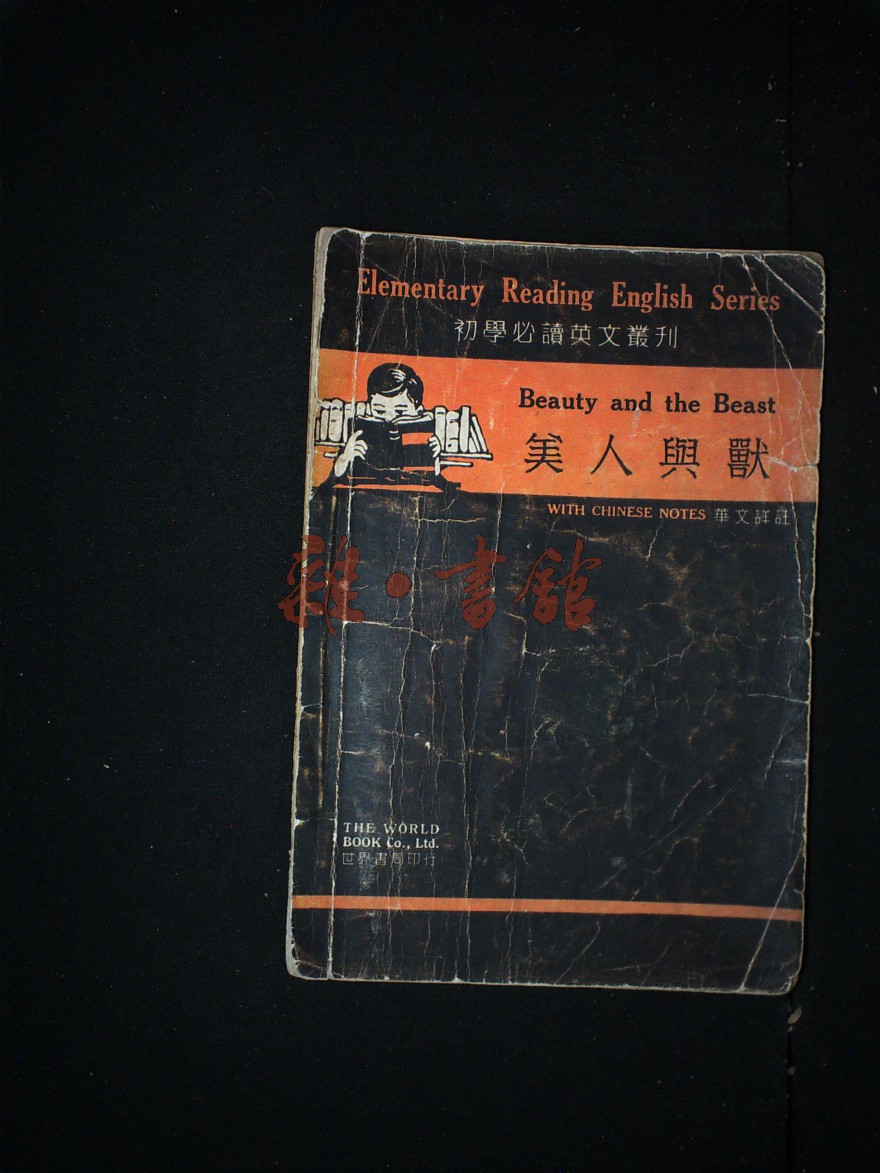 Elementary Reading English Series
初學必讀英文叢刊
Beauty and the Beast
美人與獸
WITH CHINESE NOTES 華文詳註
雜·書館
THE WORLD
BOOK Co., Ltd.
世界書局印行